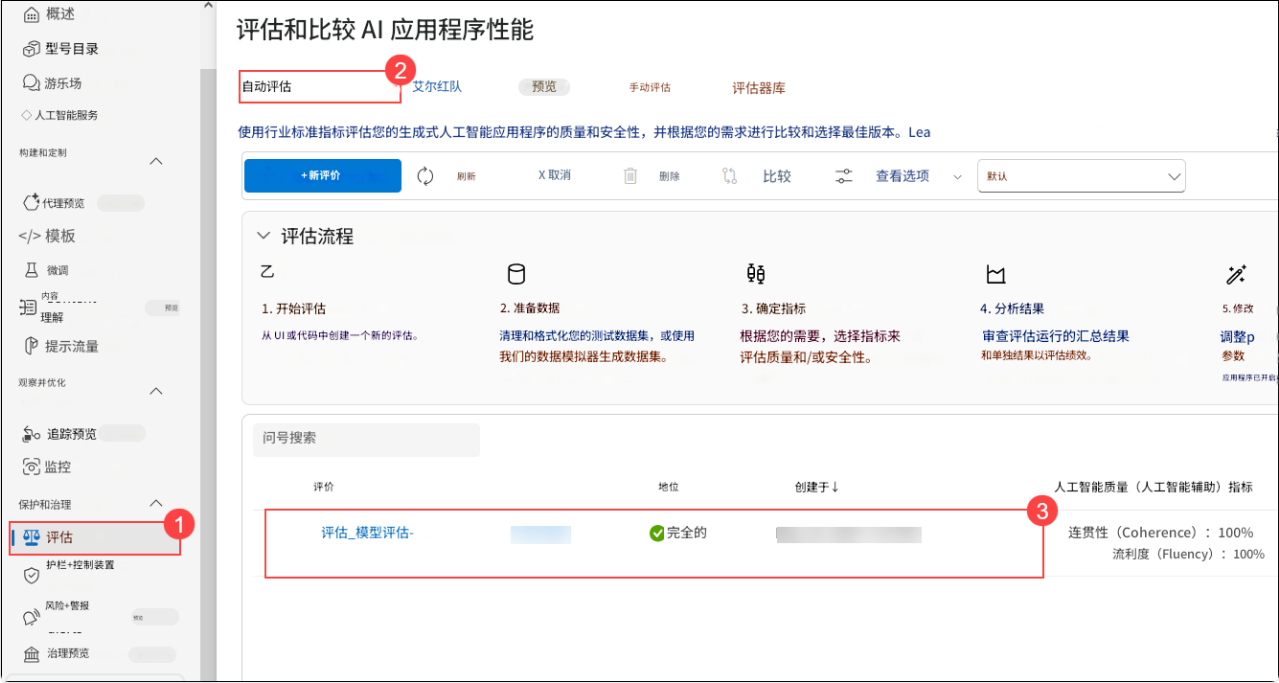 概述
型号目录
游乐场
人工智能服务
构建和定制
代理预览
</> 模板
微调
内容
理解
预览
提示流量
观察并优化
追踪预览
监控
保护和治理
评估
1
护栏+控制装置
风险+警报
预览
治理预览
评估和比较 AI 应用程序性能
自动评估
2
艾尔红队
预览
手动评估
评估器库
使用行业标准指标评估您的生成式人工智能应用程序的质量和安全性，并根据您的需求进行比较和选择最佳版本。Lea
+新评价
刷新
X 取消
删除
比较
查看选项
默认
评估流程
乙
1. 开始评估
从 UI 或代码中创建一个新的评估。
2. 准备数据
清理和格式化您的测试数据集，或使用
我们的数据模拟器生成数据集。
3. 确定指标
根据您的需要，选择指标来
评估质量和/或安全性。
4. 分析结果
审查评估运行的汇总结果
和单独结果以评估绩效。
5. 修改
调整p
参数
应用程序已开启
问号搜索
评价
地位
创建于↓
人工智能质量（人工智能辅助）指标
3
评估_模型评估-
完全的
连贯性（Coherence）：100%
流利度（Fluency）：100%